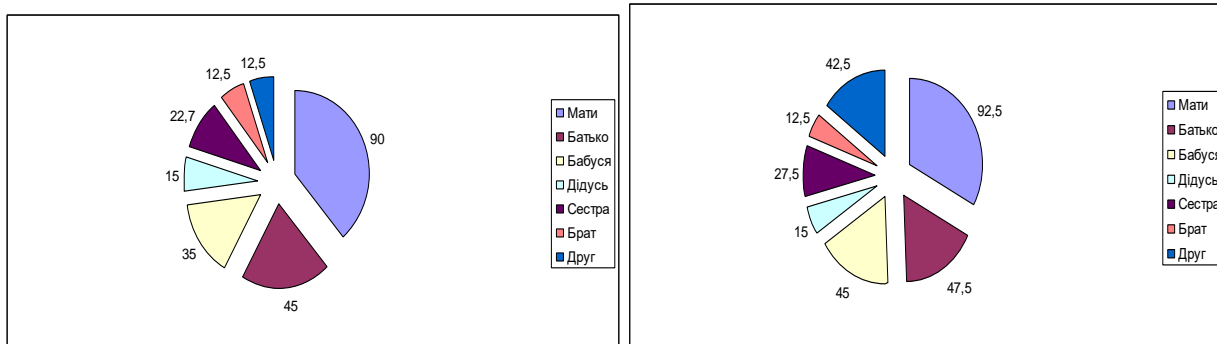 12,5
12,5
22,7
15
35
45
90
Мати
Батько
Бабуся
Дідусь
Сестра
Брат
Друг
42,5
12,5
27,5
15
45
47,5
92,5
Мати
Батько
Бабуся
Дідусь
Сестра
Брат
Друг